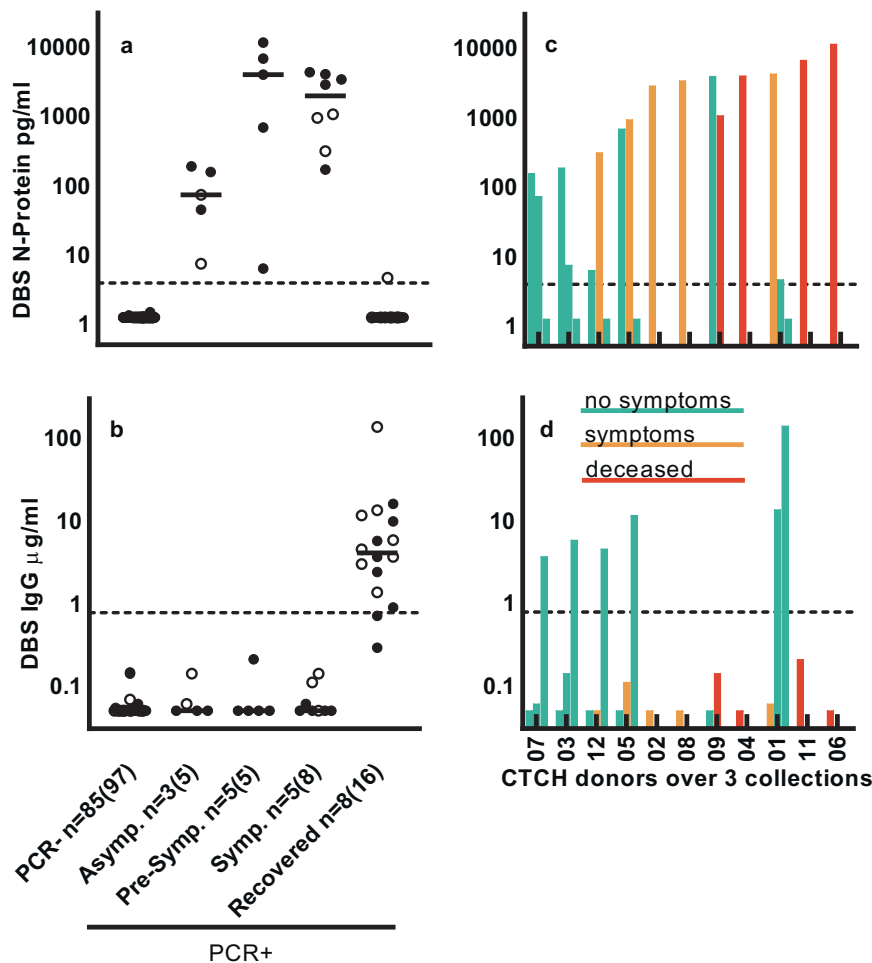 a
10000
1000
100
10
1
DBS N-Protein pg/ml
c
10000
1000
100
10
1
b
100
10
1
0.1
DBS IgG μg/ml
PCR- n=85(97)
Asymp. n=3(5)
Pre-Symp. n=5(5)
Symp. n=5(8)
Recovered n=8(16)
PCR+
d
no symptoms
symptoms
deceased
100
10
1
0.1
07 03 12 05 02 08 09 04 01 11 06
CTCH donors over 3 collections